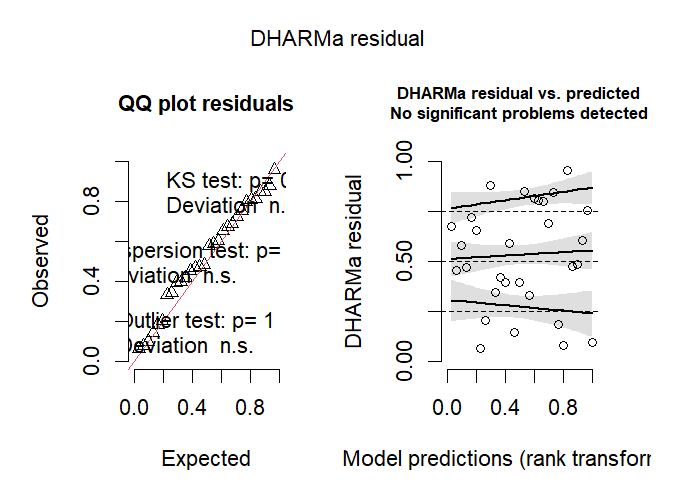 DHARMa residual
QQ plot residuals
KS test: p= 0
Deviation n.s.
spersion test: p=
viation n.s.
Outlier test: p= 1
Deviation n.s.
Observed
0.0
0.4
0.8
0.0
0.4
0.8
Expected
DHARMa residual vs. predicted
No significant problems detected
DHARMa residual
0.00
0.50
1.00
0.0
0.4
0.8
Model predictions (rank transform